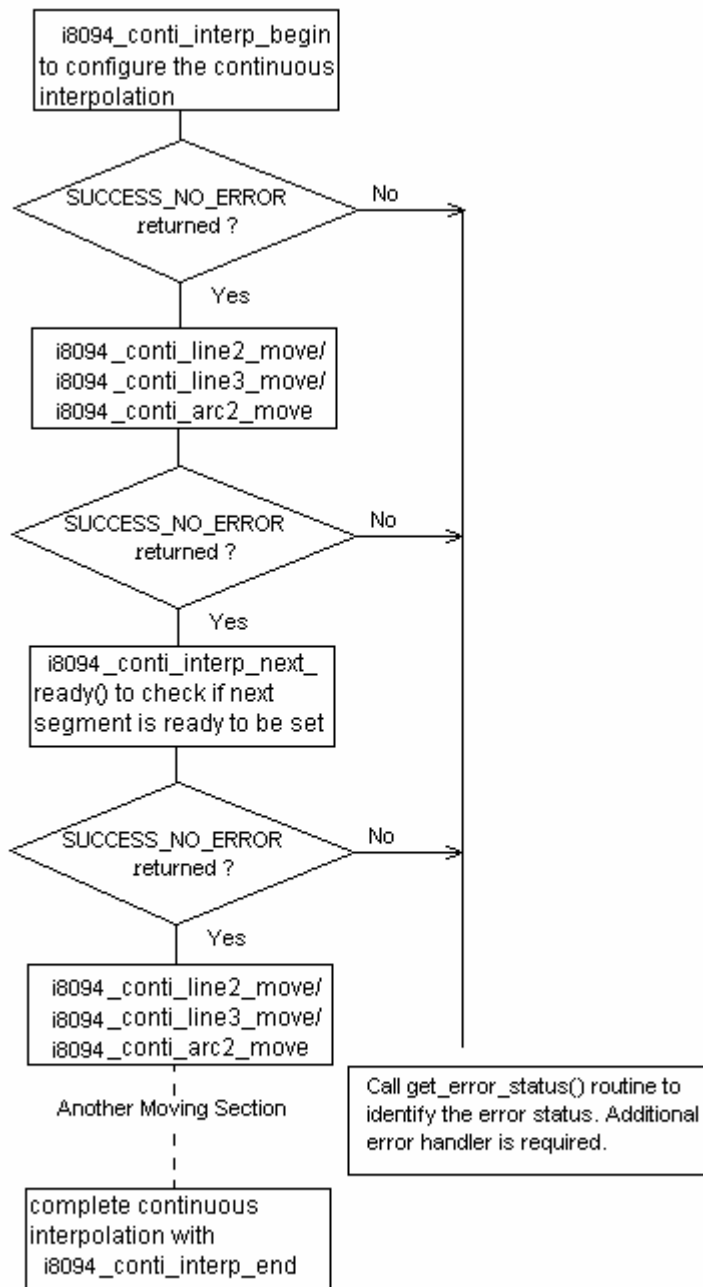 i8094_conti_interp_begin
to configure the continuous
interpolation
SUCCESS_NO_ERROR
returned ?
No
Yes
i8094_conti_line2_move/
i8094_conti_line3_move/
i8094_conti_arc2_move
SUCCESS_NO_ERROR
returned ?
No
Yes
i8094_conti_interp_next_
ready() to check if next
segment is ready to be set
SUCCESS_NO_ERROR
returned ?
No
Yes
i8094_conti_line2_move/
i8094_conti_line3_move/
i8094_conti_arc2_move
Another Moving Section
Call get_error_status() routine to
identify the error status. Additional
error handler is required.
complete continuous
interpolation with
i8094_conti_interp_end